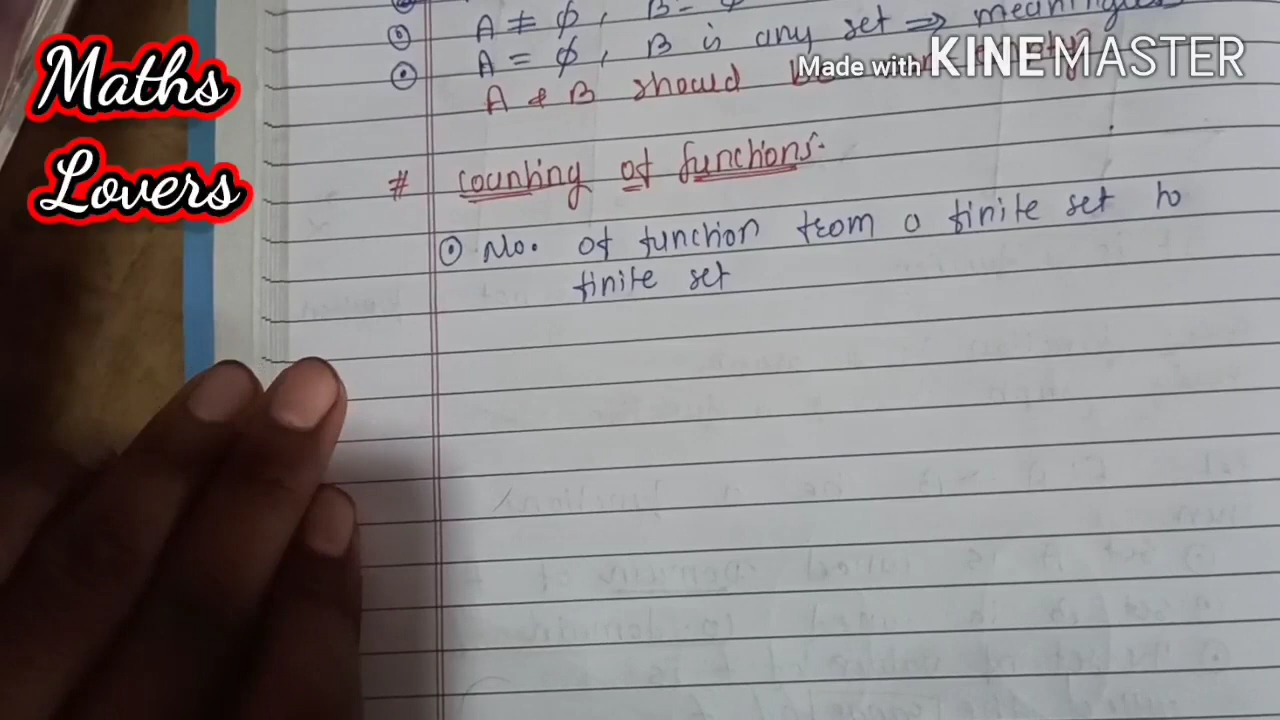 Maths
Lovers
Made with KINEMASTER
A ≠ ϕ, B = ϕ
A = ϕ, B is any set ⇒ meaningless
A & B should
# Counting of functions.
⊙ No. of function from a finite set to
finite set